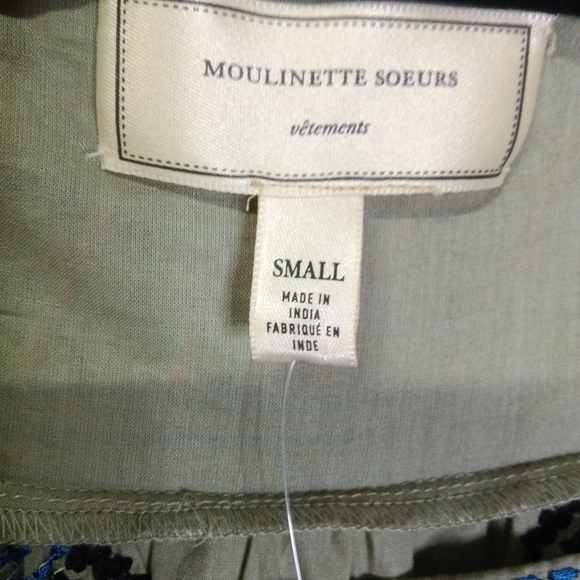 MOULINETTE SOEURS
vêtements
SMALL
MADE IN
INDIA
FABRIQUÉ EN
INDE